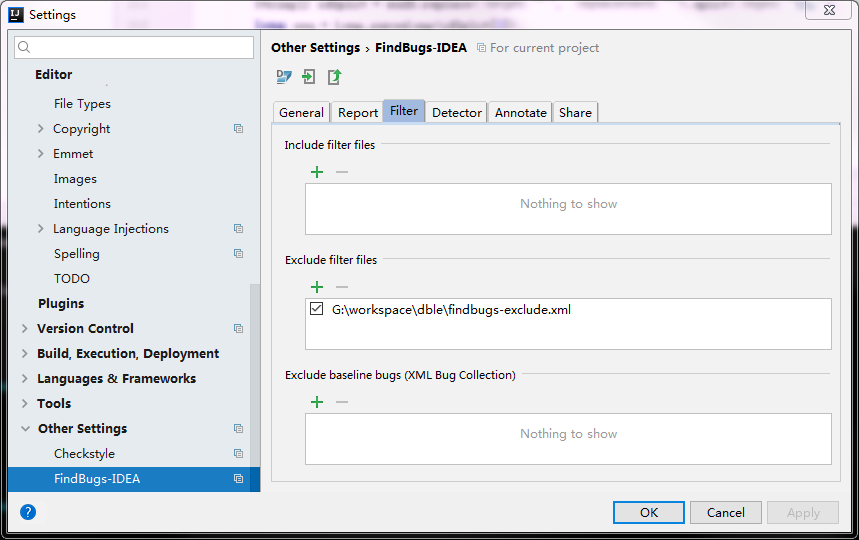 Settings
Editor
File Types
Copyright
Emmet
Images
Intentions
Language Injections
Spelling
TODO
Plugins
Version Control
Build, Execution, Deployment
Languages & Frameworks
Tools
Other Settings
Checkstyle
FindBugs-IDEA
Other Settings › FindBugs-IDEA For current project
General Report Filter Detector Annotate Share
Include filter files
Nothing to show
Exclude filter files
G:\workspace\dble\findbugs-exclude.xml
Exclude baseline bugs (XML Bug Collection)
Nothing to show
?
OK Cancel Apply